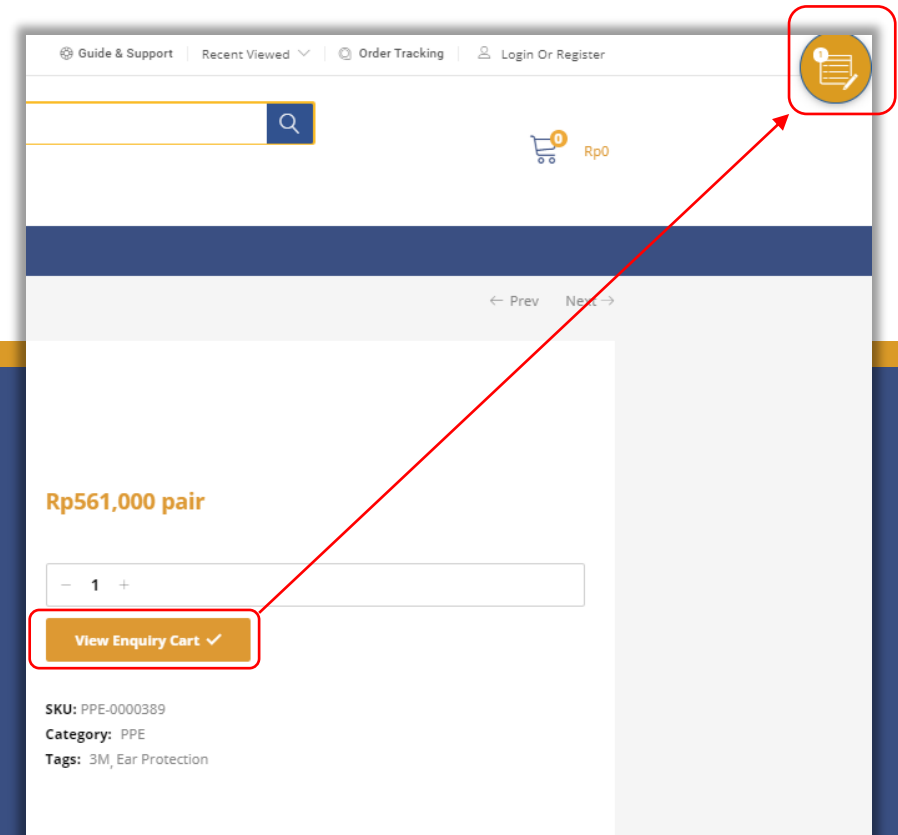 Guide & Support Recent Viewed Order Tracking Login Or Register
1
0
Rp0
← Prev Next →
Rp561,000 pair
− 1 +
View Enquiry Cart ✓
SKU: PPE-0000389
Category: PPE
Tags: 3M, Ear Protection